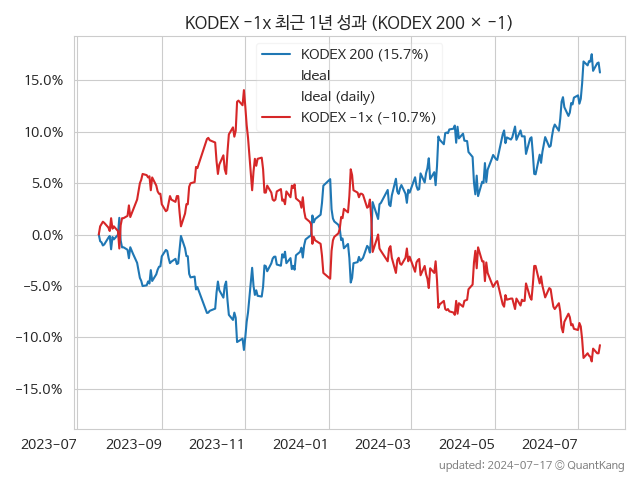 KODEX −1x 최근 1년 성과 (KODEX 200 × −1)
KODEX 200 (15.7%)
Ideal
Ideal (daily)
KODEX −1x (−10.7%)
15.0%
10.0%
5.0%
0.0%
−5.0%
−10.0%
−15.0%
2023−07
2023−09
2023−11
2024−01
2024−03
2024−05
2024−07
updated: 2024−07−17 © QuantKang